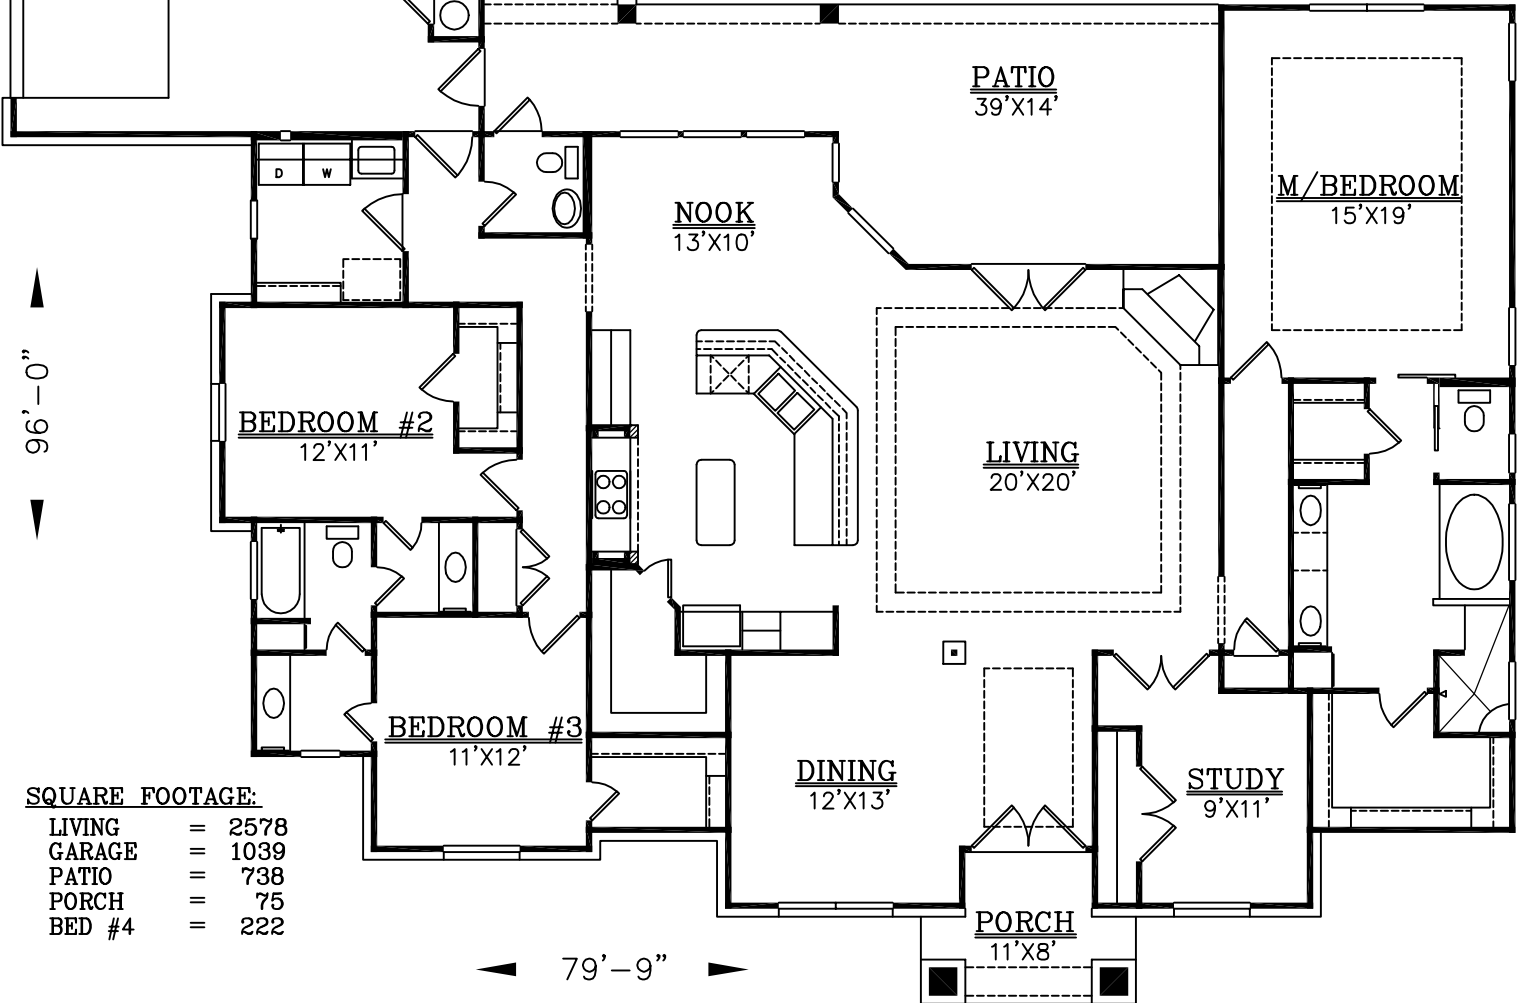 PATIO
39'X14'
D
W
M/BEDROOM
15'X19'
NOOK
13'X10'
96'-0"
BEDROOM #2
12'X11'
LIVING
20'X20'
BEDROOM #3
11'X12'
DINING
12'X13'
STUDY
9'X11'
SQUARE FOOTAGE:
LIVING = 2578
GARAGE = 1039
PATIO = 738
PORCH = 75
BED #4 = 222
PORCH
11'X8'
79'-9"